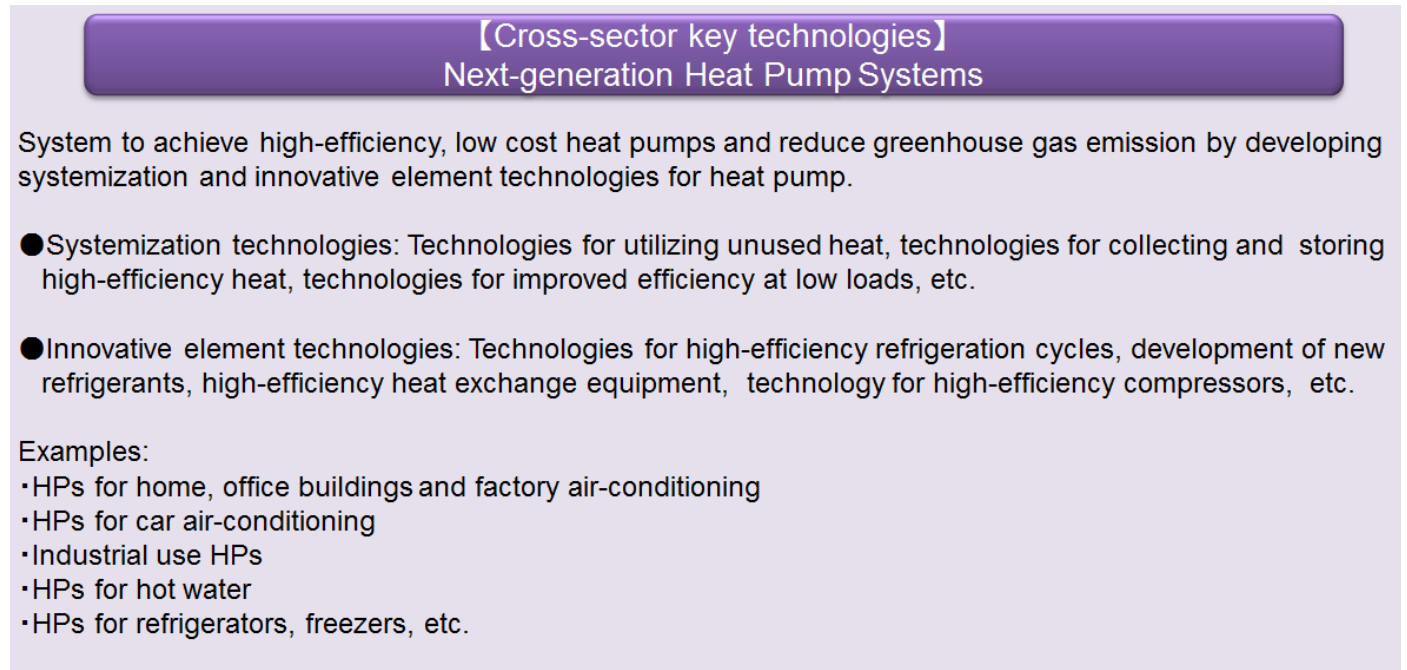 【Cross-sector key technologies】
Next-generation Heat Pump Systems
System to achieve high-efficiency, low cost heat pumps and reduce greenhouse gas emission by developing
systemization and innovative element technologies for heat pump.
●Systemization technologies: Technologies for utilizing unused heat, technologies for collecting and storing
high-efficiency heat, technologies for improved efficiency at low loads, etc.
●Innovative element technologies: Technologies for high-efficiency refrigeration cycles, development of new
refrigerants, high-efficiency heat exchange equipment, technology for high-efficiency compressors, etc.
Examples:
・HPs for home, office buildings and factory air-conditioning
・HPs for car air-conditioning
・Industrial use HPs
・HPs for hot water
・HPs for refrigerators, freezers, etc.